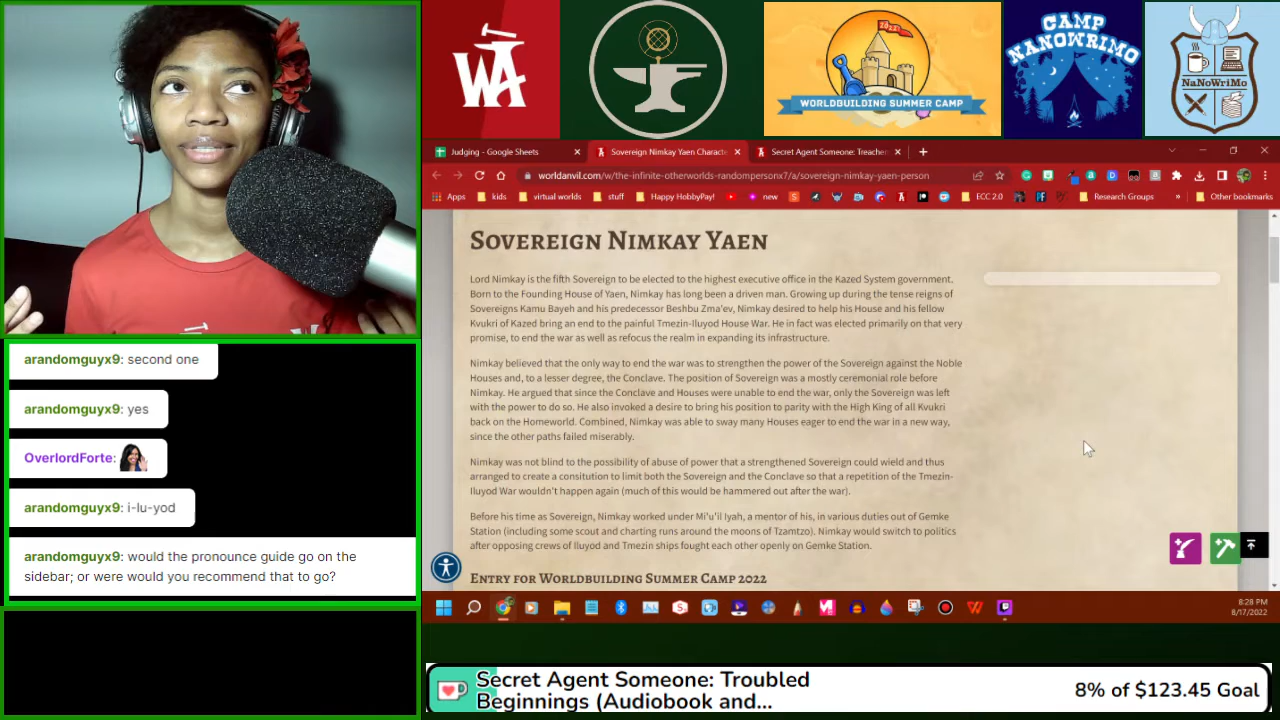 WA
2022
WORLDBUILDING SUMMER CAMP
CAMP
NANOWRIMO
NaNoWriMo
Judging - Google Sheets
Sovereign Nimkay Yaen Characte
Secret Agent Someone: Treacher
worldanvil.com/w/the-infinite-otherworlds-randompersonx7/a/sovereign-nimkay-yaen-person
Apps
kids
virtual worlds
stuff
Happy HobbyPay!
new
ECC 2.0
Research Groups
»
Other bookmarks
SOVEREIGN NIMKAY YAEN
Lord Nimkay is the fifth Sovereign to be elected to the highest executive office in the Kazed System government.
Born to the Founding House of Yaen, Nimkay has long been a driven man. Growing up during the tense reigns of
Sovereigns Kamu Bayeh and his predecessor Beshbu Zma'ev, Nimkay desired to help his House and his fellow
Kvukri of Kazed bring an end to the painful Tmezin-Iluyod House War. He in fact was elected primarily on that very
promise, to end the war as well as refocus the realm in expanding its infrastructure.
Nimkay believed that the only way to end the war was to strengthen the power of the Sovereign against the Noble
Houses and, to a lesser degree, the Conclave. The position of Sovereign was a mostly ceremonial role before
Nimkay. He argued that since the Conclave and Houses were unable to end the war, only the Sovereign was left
with the power to do so. He also invoked a desire to bring his position to parity with the High King of all Kvukri
back on the Homeworld. Combined, Nimkay was able to sway many Houses eager to end the war in a new way,
since the other paths failed miserably.
Nimkay was not blind to the possibility of abuse of power that a strengthened Sovereign could wield and thus
arranged to create a consitution to limit both the Sovereign and the Conclave so that a repetition of the Tmezin-
Iluyod War wouldn't happen again (much of this would be hammered out after the war).
Before his time as Sovereign, Nimkay worked under Mi'u'il Iyah, a mentor of his, in various duties out of Gemke
Station (including some scout and charting runs around the moons of Tzamtzo). Nimkay would switch to politics
after opposing crews of Iluyod and Tmezin ships fought each other openly on Gemke Station.
ENTRY FOR WORLDBUILDING SUMMER CAMP 2022
arandomguyx9: second one
arandomguyx9: yes
OverlordForte:
arandomguyx9: i-lu-yod
arandomguyx9: would the pronounce guide go on the
sidebar; or were would you recommend that to go?
8:28 PM
8/17/2022
Secret Agent Someone: Troubled
Beginnings (Audiobook and...
8% of $123.45 Goal